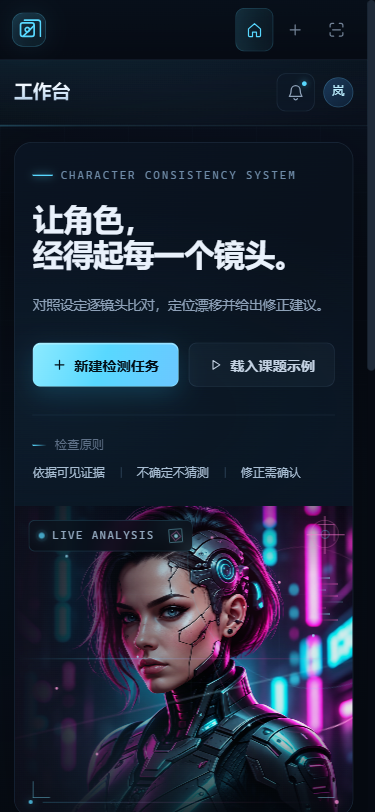 工作台
岚
CHARACTER CONSISTENCY SYSTEM
让角色，
经得起每一个镜头。
对照设定逐镜头比对，定位漂移并给出修正建议。
新建检测任务
载入课题示例
检查原则
依据可见证据
不确定不猜测
修正需确认
LIVE ANALYSIS